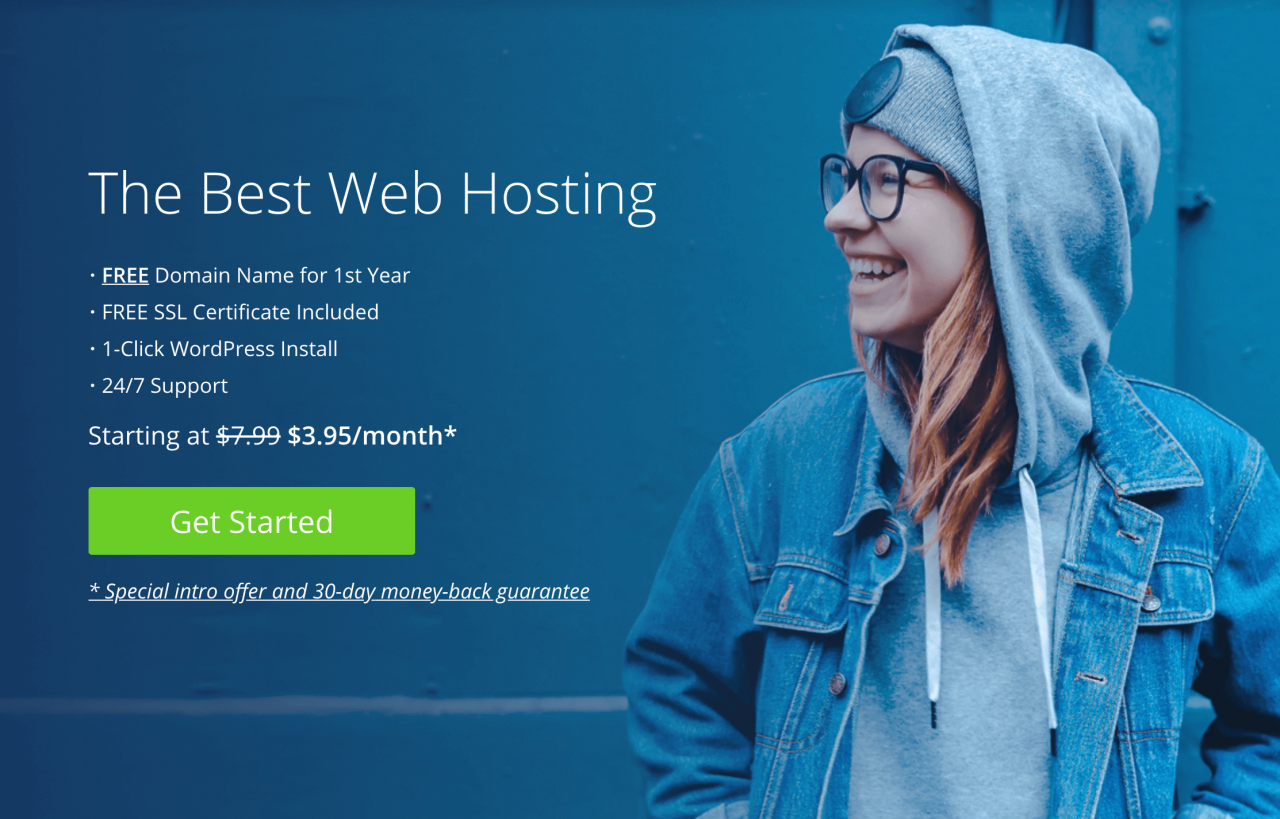 The Best Web Hosting
· FREE Domain Name for 1st Year
· FREE SSL Certificate Included
· 1-Click WordPress Install
· 24/7 Support
Starting at $7.99 $3.95/month*
Get Started
* Special intro offer and 30-day money-back guarantee